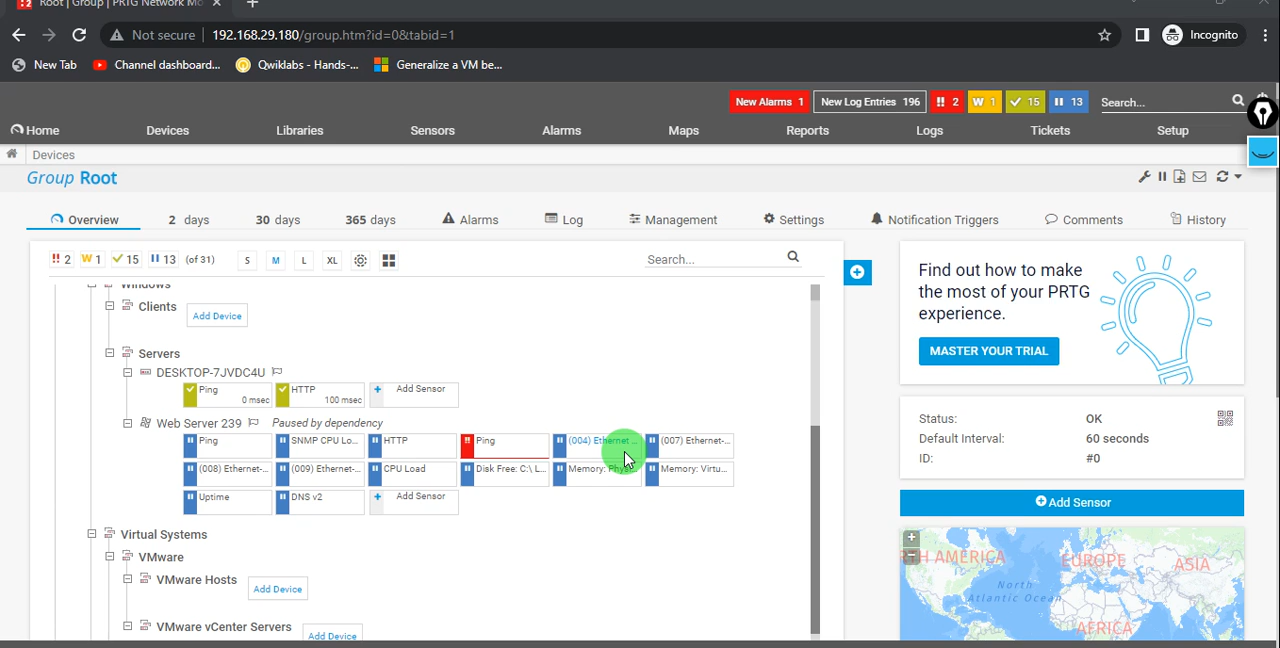 Root | Group | PRTG Network Mo
Not secure 192.168.29.180/group.htm?id=0&tabid=1 Incognito
New Tab Channel dashboard... Qwiklabs - Hands-... Generalize a VM be...
New Alarms 1 New Log Entries 196 !! 2 W 1 15 13 Search...
Home Devices Libraries Sensors Alarms Maps Reports Logs Tickets Setup
Devices
Group Root
Overview 2 days 30 days 365 days Alarms Log Management Settings Notification Triggers Comments History
!! 2 W 1 15 13 (of 31) S M L XL Search...
Windows
Clients Add Device
Servers
DESKTOP-7JVDC4U
Ping 0 msec HTTP 100 msec Add Sensor
Web Server 239 Paused by dependency
Ping SNMP CPU Lo... HTTP Ping (004) Ethernet ... (007) Ethernet-...
(008) Ethernet-... (009) Ethernet-... CPU Load Disk Free: C:\ L... Memory: Phys... Memory: Virtu...
Uptime DNS v2 Add Sensor
Virtual Systems
VMware
VMware Hosts Add Device
VMware vCenter Servers Add Device
Find out how to make
the most of your PRTG
experience.
MASTER YOUR TRIAL
Status: OK
Default Interval: 60 seconds
ID: #0
Add Sensor
+
−
AMERICA EUROPE ASIA
North
Atlantic Ocean
AFRICA